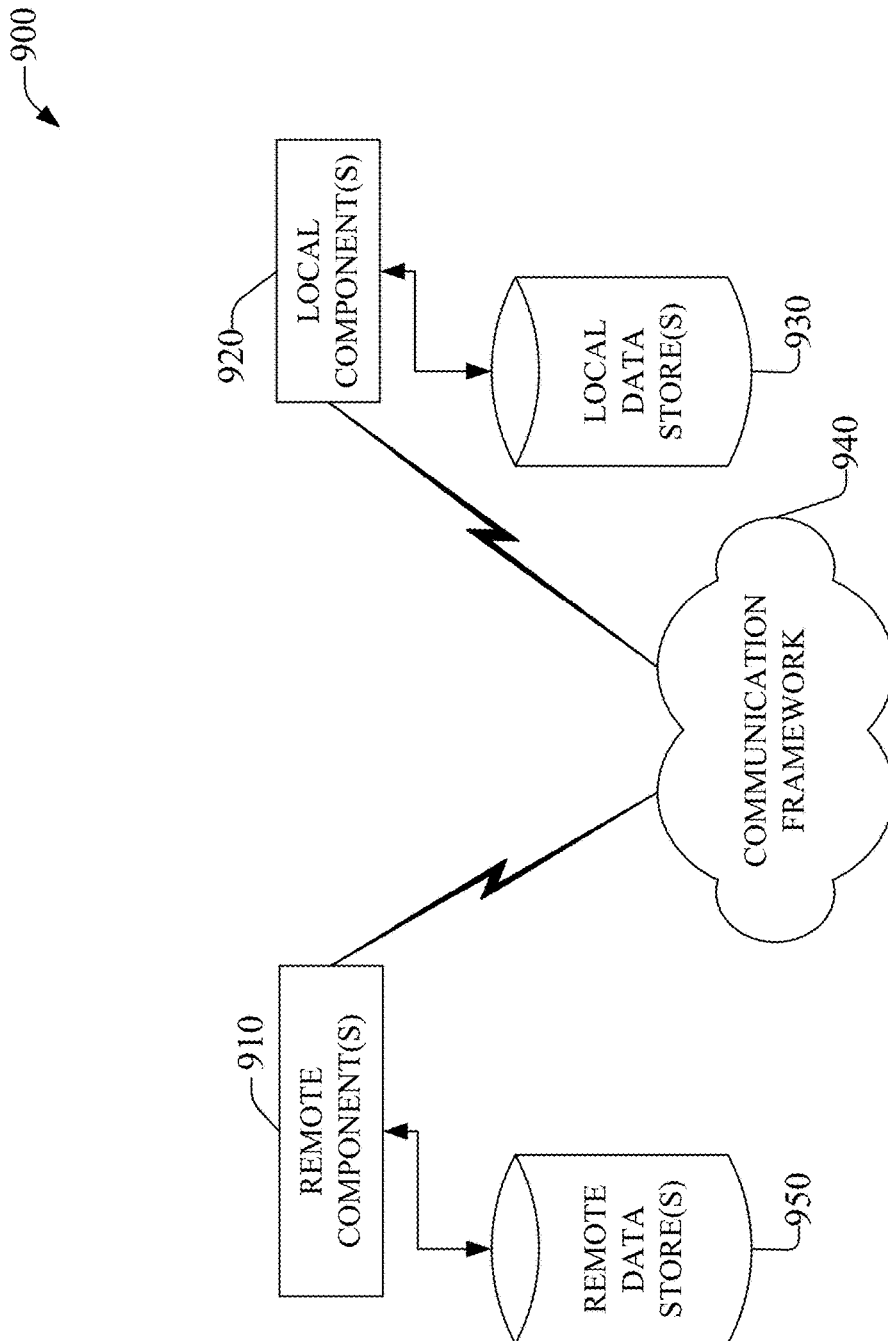 900
910
REMOTE
COMPONENT(S)
920
LOCAL
COMPONENT(S)
REMOTE
DATA
STORE(S)
950
LOCAL
DATA
STORE(S)
930
940
COMMUNICATION
FRAMEWORK